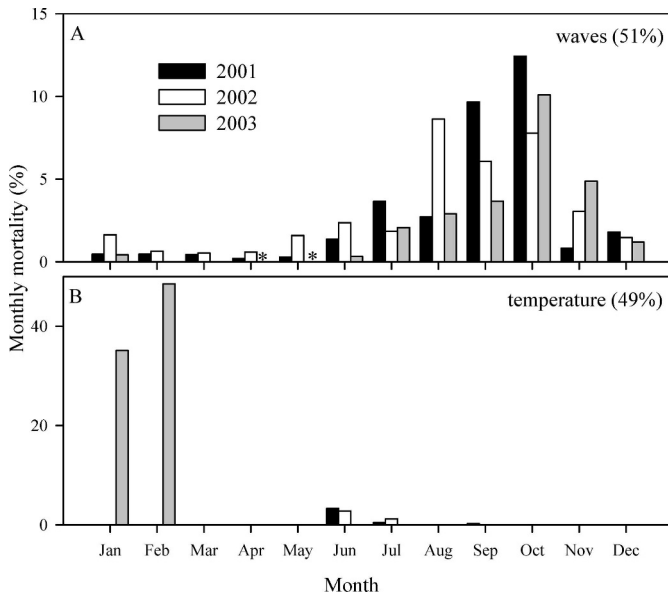 15
A
waves (51%)
2001
2002
2003
10
5
* *
0
Monthly mortality (%)
B
temperature (49%)
40
20
0
Jan Feb Mar Apr May Jun Jul Aug Sep Oct Nov Dec
Month